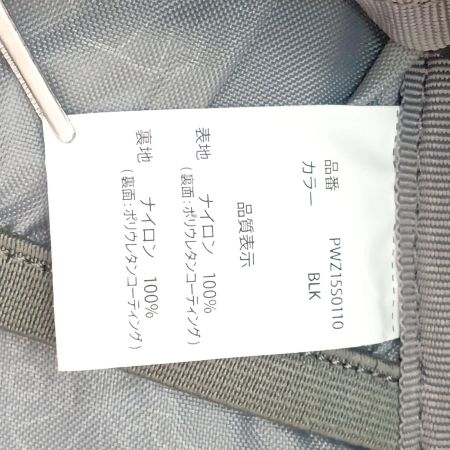 品番　PWZ15S0110
カラー　BLK
品質表示
表地　ナイロン　100%
(裏面:ポリウレタンコーティング)
裏地　ナイロン　100%
(裏面:ポリウレタンコーティング)